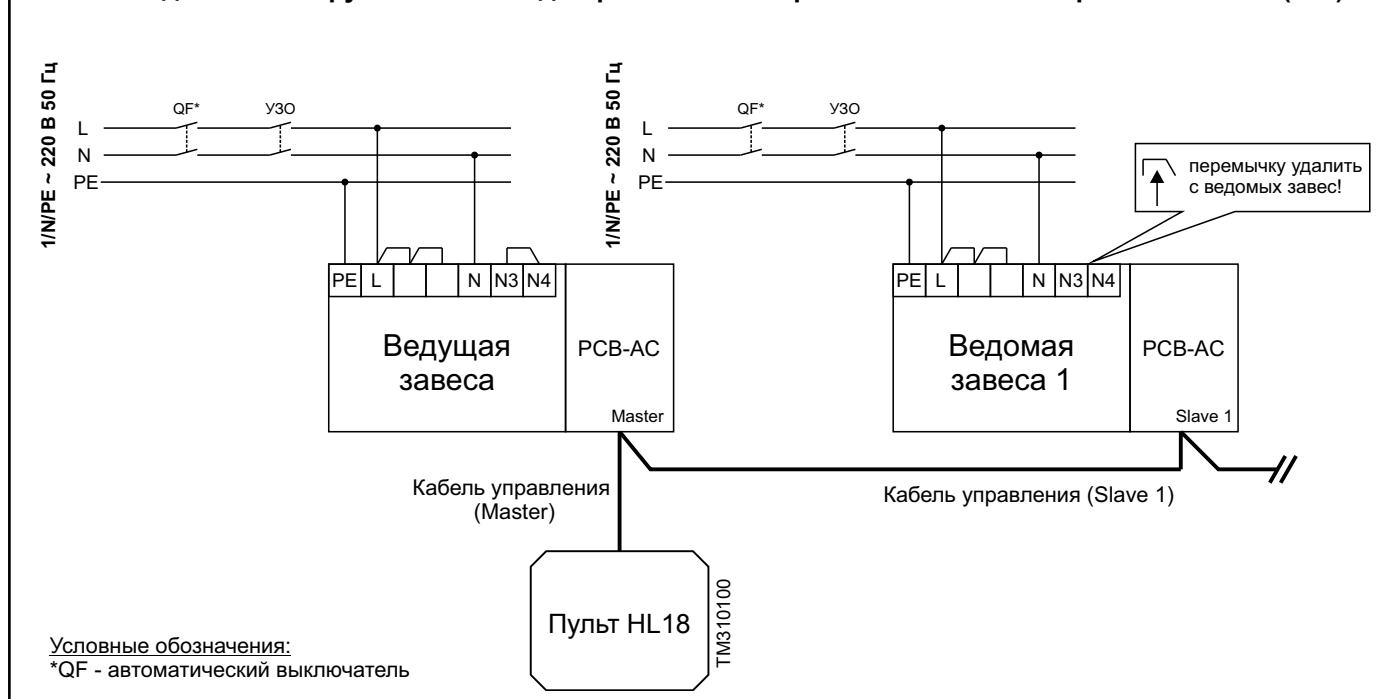 1/N/PE ~ 220 В 50 Гц
QF*
УЗО
L
N
PE
1/N/PE ~ 220 В 50 Гц
QF*
УЗО
L
N
PE
перемычку удалить
с ведомых завес!
PE L N N3 N4
Ведущая
завеса
PCB-AC
Master
PE L N N3 N4
Ведомая
завеса 1
PCB-AC
Slave 1
Кабель управления
(Master)
Кабель управления (Slave 1)
Пульт HL18
TM310100
Условные обозначения:
*QF - автоматический выключатель